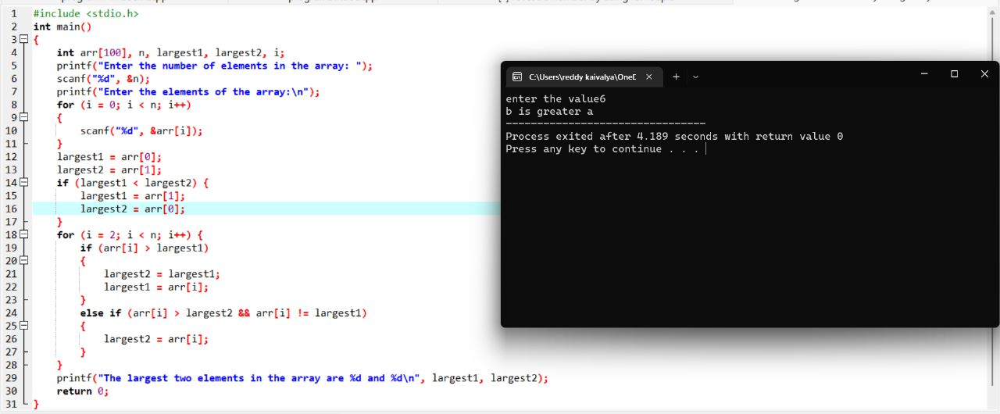 1 #include <stdio.h>
2 int main()
3 {
4 int arr[100], n, largest1, largest2, i;
5 printf("Enter the number of elements in the array: ");
6 scanf("%d", &n);
7 printf("Enter the elements of the array:\n");
8 for (i = 0; i < n; i++)
9 {
10 scanf("%d", &arr[i]);
11 }
12 largest1 = arr[0];
13 largest2 = arr[1];
14 if (largest1 < largest2) {
15 largest1 = arr[1];
16 largest2 = arr[0];
17 }
18 for (i = 2; i < n; i++) {
19 if (arr[i] > largest1)
20 {
21 largest2 = largest1;
22 largest1 = arr[i];
23 }
24 else if (arr[i] > largest2 && arr[i] != largest1)
25 {
26 largest2 = arr[i];
27 }
28 }
29 printf("The largest two elements in the array are %d and %d\n", largest1, largest2);
30 return 0;
31 }
C:\Users\reddy kaivalya\OneD
enter the value6
b is greater a
--------------------------------
Process exited after 4.189 seconds with return value 0
Press any key to continue . . .